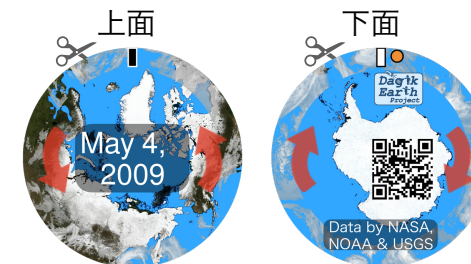 上面
下面
May 4,
2009
Dagik
Earth
Project
Data by NASA,
NOAA & USGS